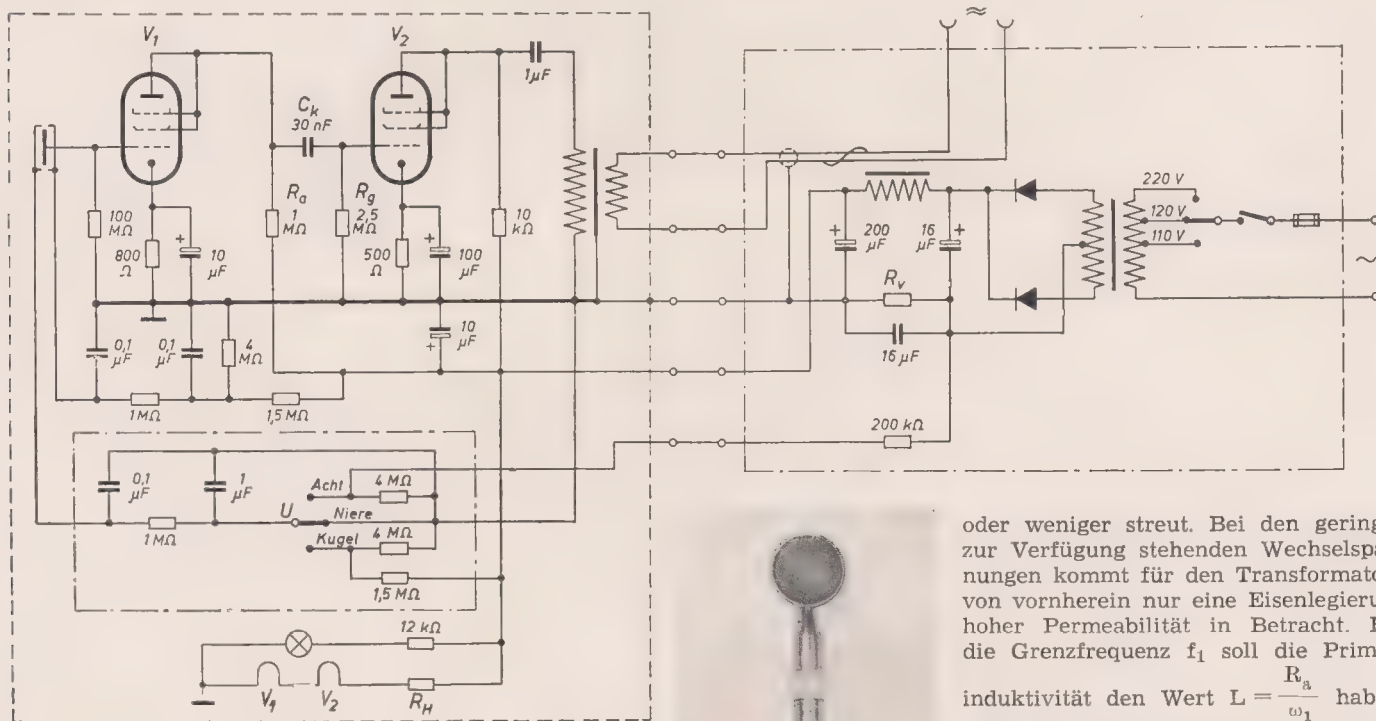 V₁
V₂
1 µF
Cₖ
30 nF
100 MΩ
800 Ω
10 µF
Rₐ
1 MΩ
R_g
2,5 MΩ
500 Ω
100 µF
10 kΩ
10 µF
0,1 µF
0,1 µF
4 MΩ
1 MΩ
1,5 MΩ
0,1 µF
1 µF
1 MΩ
U
Acht
4 MΩ
Niere
Kugel
4 MΩ
1,5 MΩ
12 kΩ
V₁
V₂
R_H
≈
200 µF
16 µF
R_v
16 µF
200 kΩ
220 V
120 V
110 V
~
oder weniger streut. Bei den gering
zur Verfügung stehenden Wechselspa
nungen kommt für den Transformato
von vornherein nur eine Eisenlegieru
hoher Permeabilität in Betracht.
die Grenzfrequenz f₁ soll die Prim
induktivität den Wert L = Rₐ/ω₁ hab